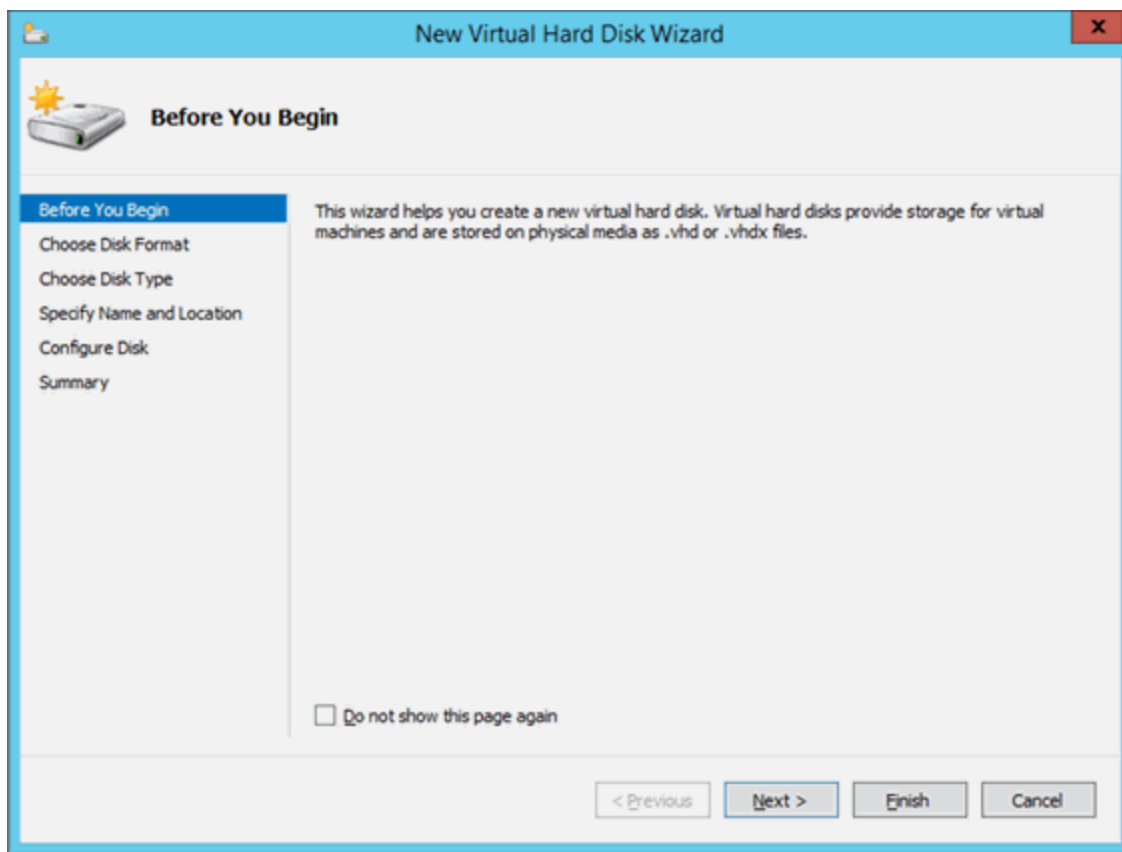 New Virtual Hard Disk Wizard
x
Before You Begin
Before You Begin
Choose Disk Format
Choose Disk Type
Specify Name and Location
Configure Disk
Summary
This wizard helps you create a new virtual hard disk. Virtual hard disks provide storage for virtual
machines and are stored on physical media as .vhd or .vhdx files.
Do not show this page again
< Previous
Next >
Finish
Cancel